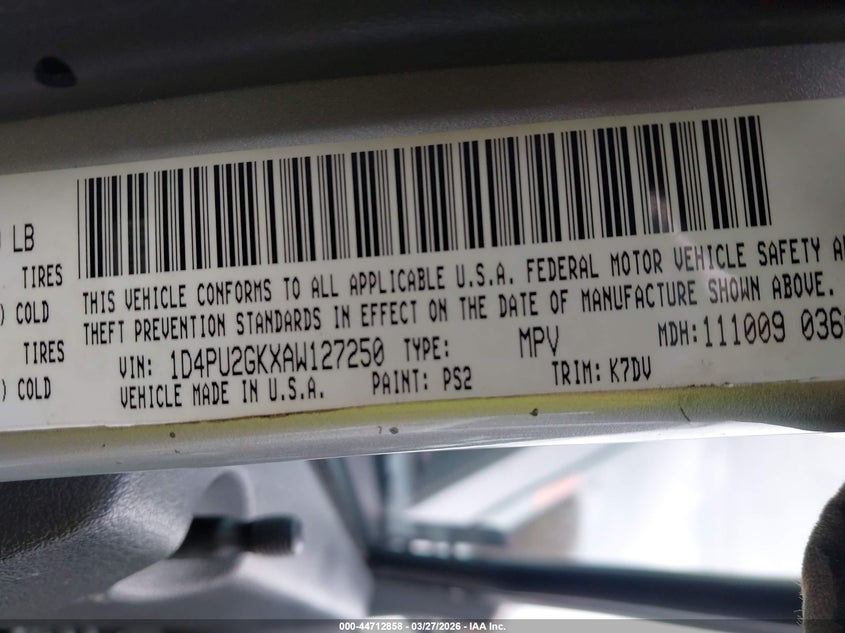 LB
TIRES
) COLD
TIRES
) COLD
THIS VEHICLE CONFORMS TO ALL APPLICABLE U.S.A. FEDERAL MOTOR VEHICLE SAFETY
THEFT PREVENTION STANDARDS IN EFFECT ON THE DATE OF MANUFACTURE SHOWN ABOVE.
VIN: 1D4PU2GKXAW127250 TYPE: MPV MDH: 111009 036
VEHICLE MADE IN U.S.A. PAINT: PS2 TRIM: K7DV
000-44712858 - 03/27/2026 - IAA Inc.